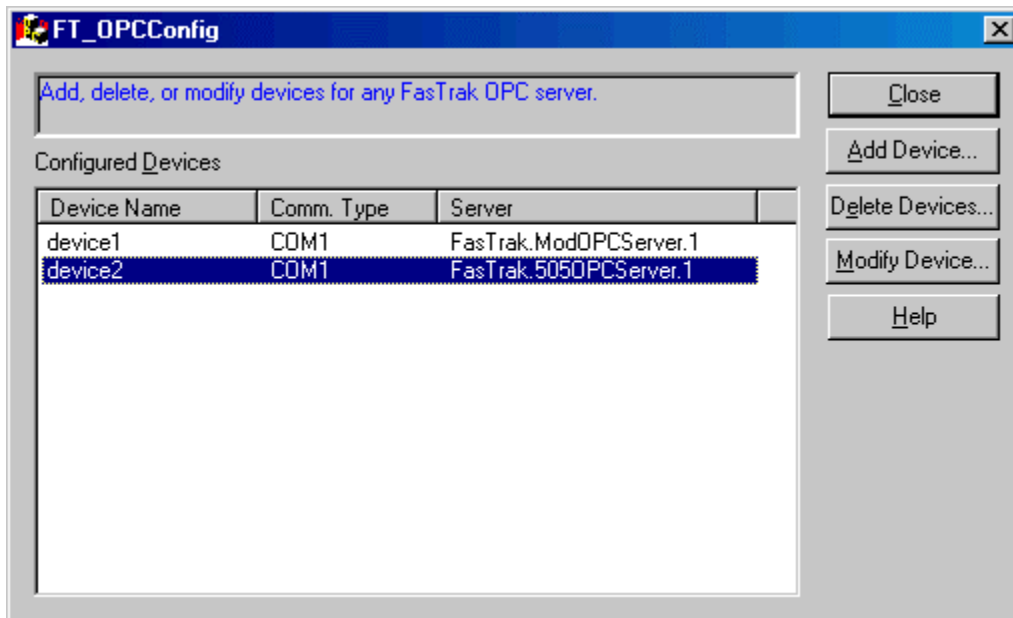 FT_OPCConfig
Add, delete, or modify devices for any FasTrak OPC server.
Close
Configured Devices
Add Device...
Device Name Comm. Type Server
Delete Devices...
device1 COM1 FasTrak.ModOPCServer.1
device2 COM1 FasTrak.505OPCServer.1
Modify Device...
Help